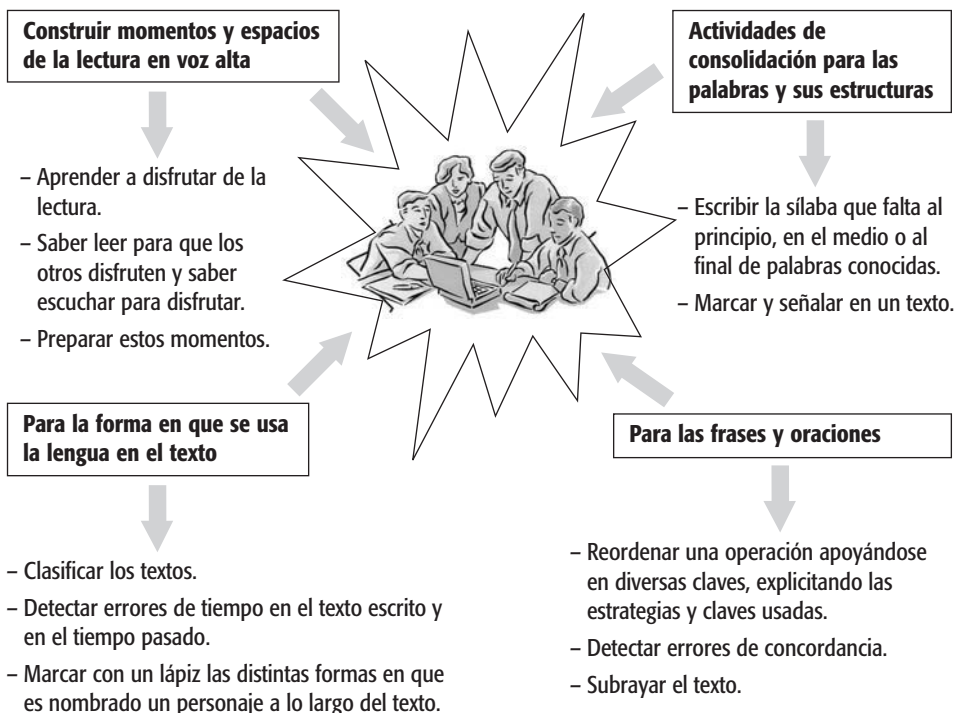 Construir momentos y espacios
de la lectura en voz alta
– Aprender a disfrutar de la
lectura.
– Saber leer para que los
otros disfruten y saber
escuchar para disfrutar.
– Preparar estos momentos.
Actividades de
consolidación para las
palabras y sus estructuras
– Escribir la sílaba que falta al
principio, en el medio o al
final de palabras conocidas.
– Marcar y señalar en un texto.
Para la forma en que se usa
la lengua en el texto
– Clasificar los textos.
– Detectar errores de tiempo en el texto escrito y
en el tiempo pasado.
– Marcar con un lápiz las distintas formas en que
es nombrado un personaje a lo largo del texto.
Para las frases y oraciones
– Reordenar una operación apoyándose
en diversas claves, explicitando las
estrategias y claves usadas.
– Detectar errores de concordancia.
– Subrayar el texto.